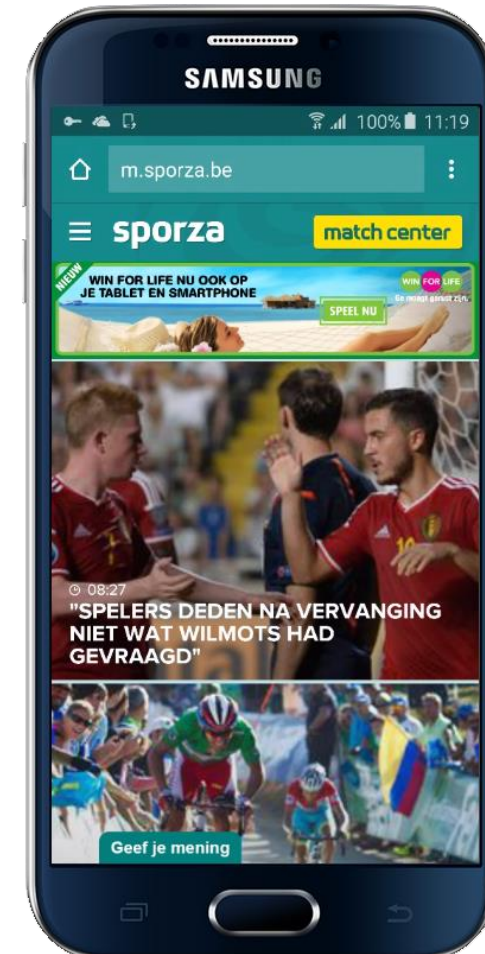 SAMSUNG
100% 11:19
m.sporza.be
sporza
match center
NIEUW
WIN FOR LIFE NU OOK OP
JE TABLET EN SMARTPHONE
SPEEL NU
WIN FOR LIFE
08:27
"SPELERS DEDEN NA VERVANGING
NIET WAT WILMOTS HAD
GEVRAAGD"
Geef je mening